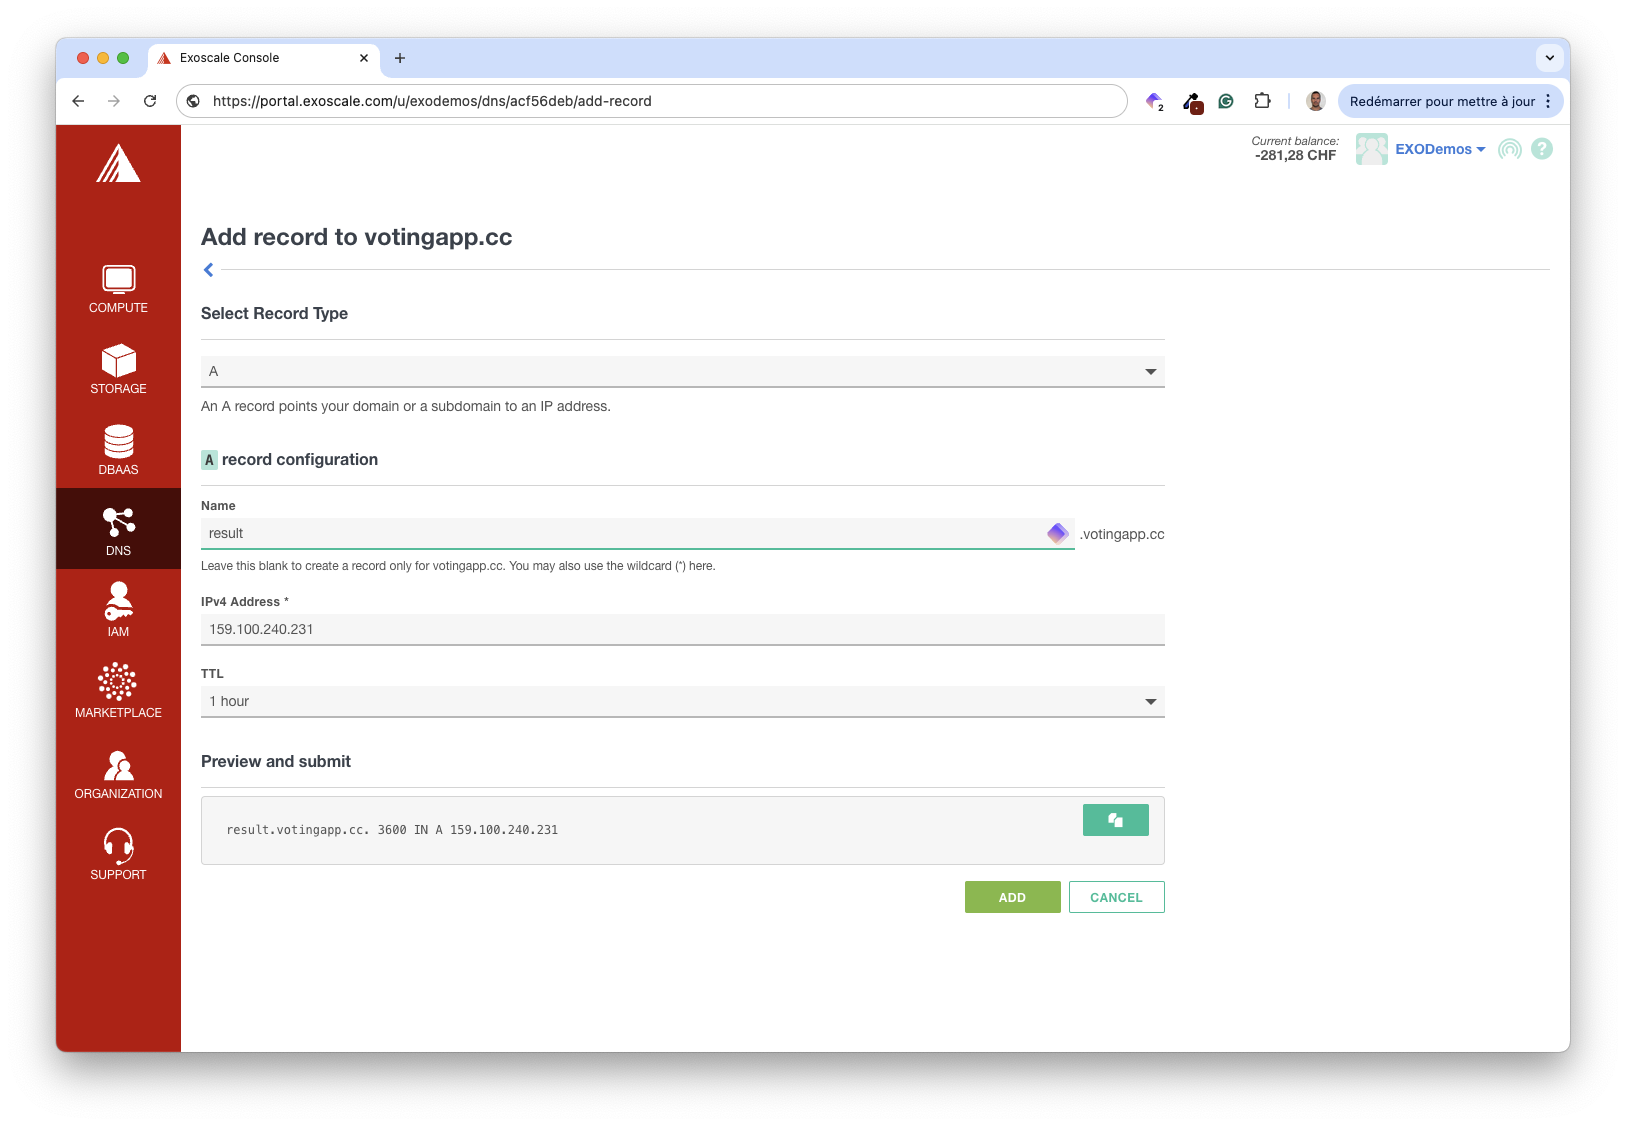 Exoscale Console
https://portal.exoscale.com/u/exodemos/dns/acf56deb/add-record
2
Redémarrer pour mettre à jour
Current balance:
-281,28 CHF
EXODemos
?
COMPUTE
STORAGE
DBAAS
DNS
IAM
MARKETPLACE
ORGANIZATION
SUPPORT
Add record to votingapp.cc
Select Record Type
A
An A record points your domain or a subdomain to an IP address.
A record configuration
Name
result
.votingapp.cc
Leave this blank to create a record only for votingapp.cc. You may also use the wildcard (*) here.
IPv4 Address *
159.100.240.231
TTL
1 hour
Preview and submit
result.votingapp.cc. 3600 IN A 159.100.240.231
ADD
CANCEL